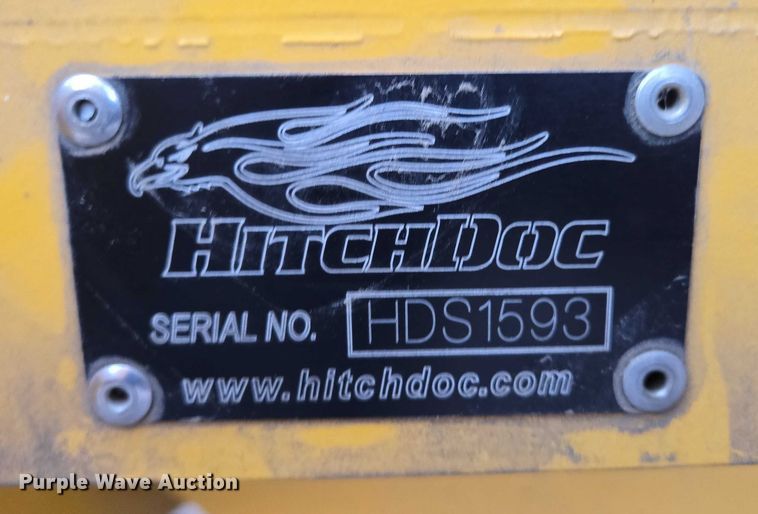 HITCHDOC
SERIAL NO. HDS1593
www.hitchdoc.com
Purple Wave Auction